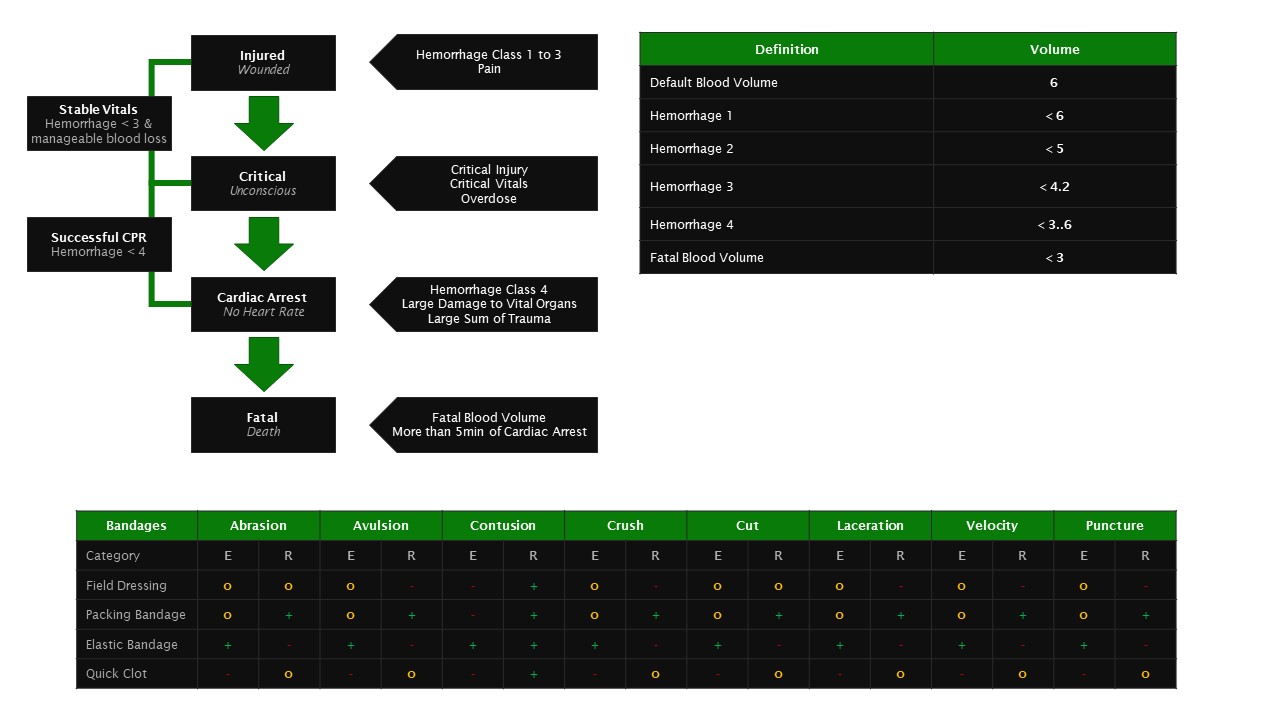 Injured
Wounded
Hemorrhage Class 1 to 3
Pain
Stable Vitals
Hemorrhage < 3 &
manageable blood loss
Critical
Unconscious
Critical Injury
Critical Vitals
Overdose
Successful CPR
Hemorrhage < 4
Cardiac Arrest
No Heart Rate
Hemorrhage Class 4
Large Damage to Vital Organs
Large Sum of Trauma
Fatal
Death
Fatal Blood Volume
More than 5min of Cardiac Arrest
Definition Volume
Default Blood Volume 6
Hemorrhage 1 < 6
Hemorrhage 2 < 5
Hemorrhage 3 < 4.2
Hemorrhage 4 < 3..6
Fatal Blood Volume < 3
Bandages Abrasion Avulsion Contusion Crush Cut Laceration Velocity Puncture
Category E R E R E R E R E R E R E R E R
Field Dressing o o o - - + o - o o o - o - o -
Packing Bandage o + o + - + o + o + o + o + o +
Elastic Bandage + - + - + + + - + - + - + - + -
Quick Clot - o - o - + - o - o - o - o - o